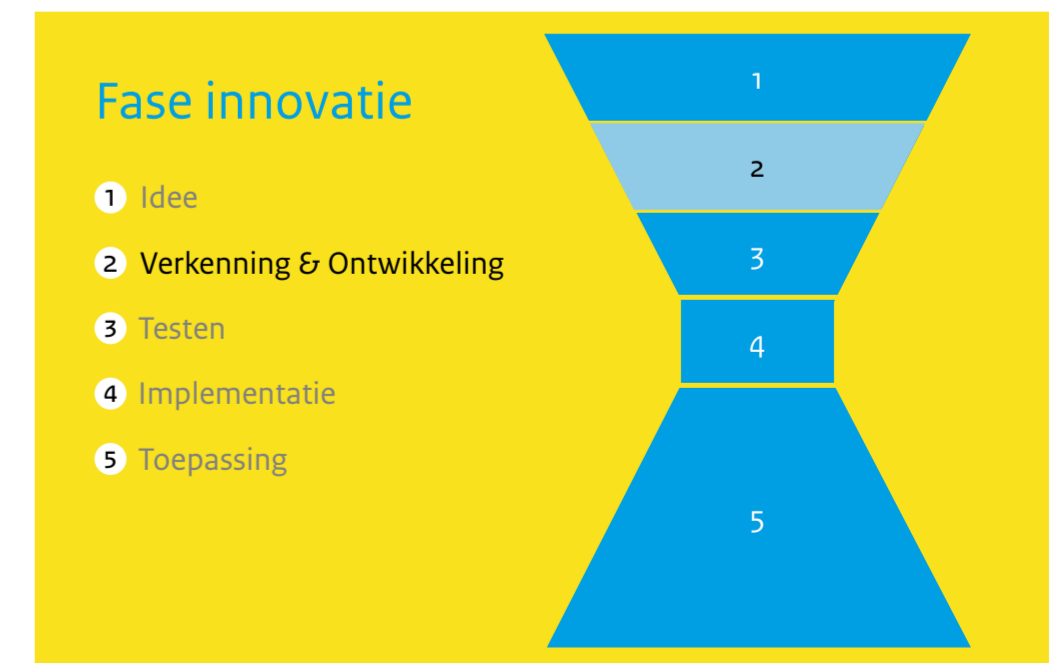 Fase innovatie
1 Idee
2 Verkenning & Ontwikkeling
3 Testen
4 Implementatie
5 Toepassing
1
2
3
4
5